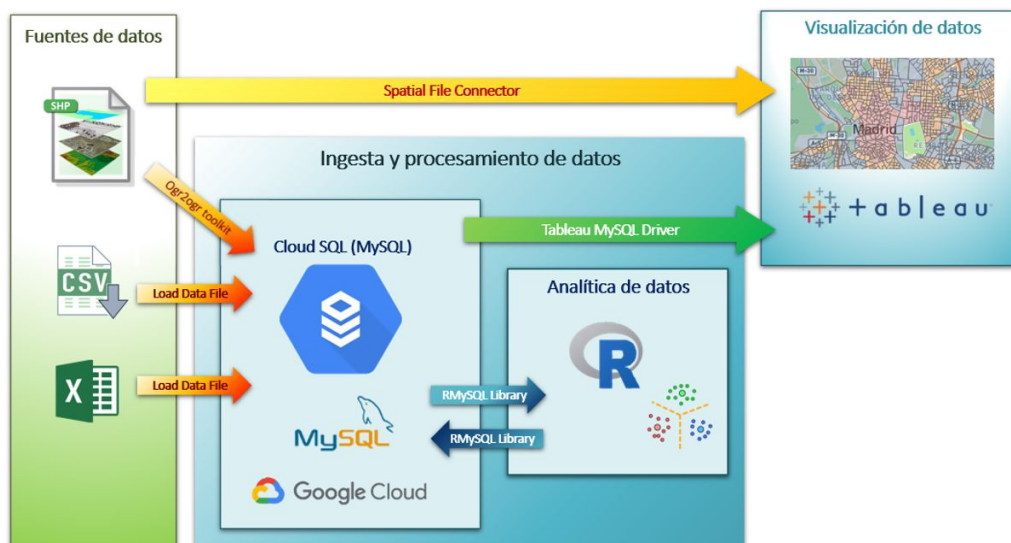 Fuentes de datos
Visualización de datos
SHP
Spatial File Connector
M-30
Madrid
Ingesta y procesamiento de datos
Ogr2ogr toolkit
+ableau
Cloud SQL (MySQL)
Tableau MySQL Driver
CSV
Load Data File
Analítica de datos
R
X
Load Data File
RMySQL Library
RMySQL Library
MySQL
Google Cloud